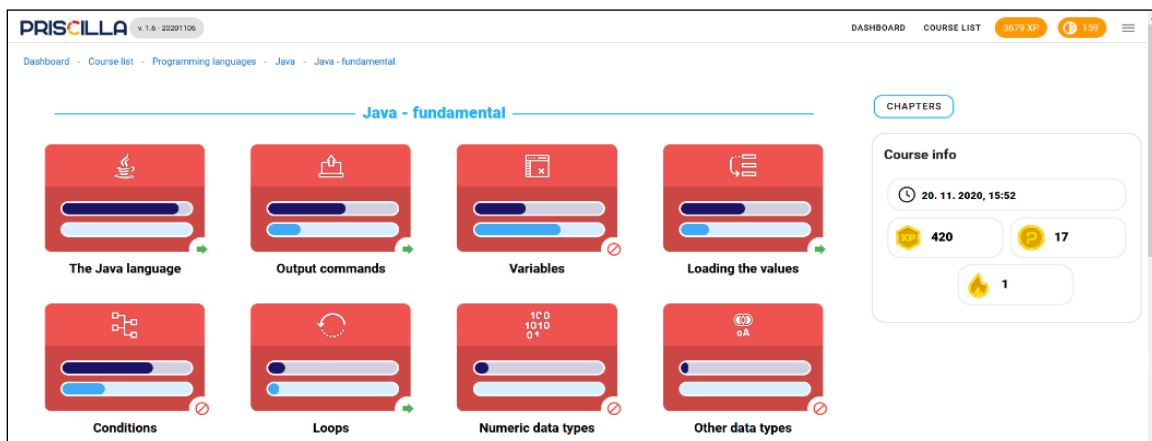 PRISCILLA v. 1.6 - 20201106 DASHBOARD COURSE LIST 3679 XP 159
Dashboard - Course list - Programming languages - Java - Java - fundamental
Java - fundamental
CHAPTERS
Course info
20. 11. 2020, 15:52
XP 420 P 17
1
The Java language Output commands Variables Loading the values
Conditions Loops Numeric data types Other data types